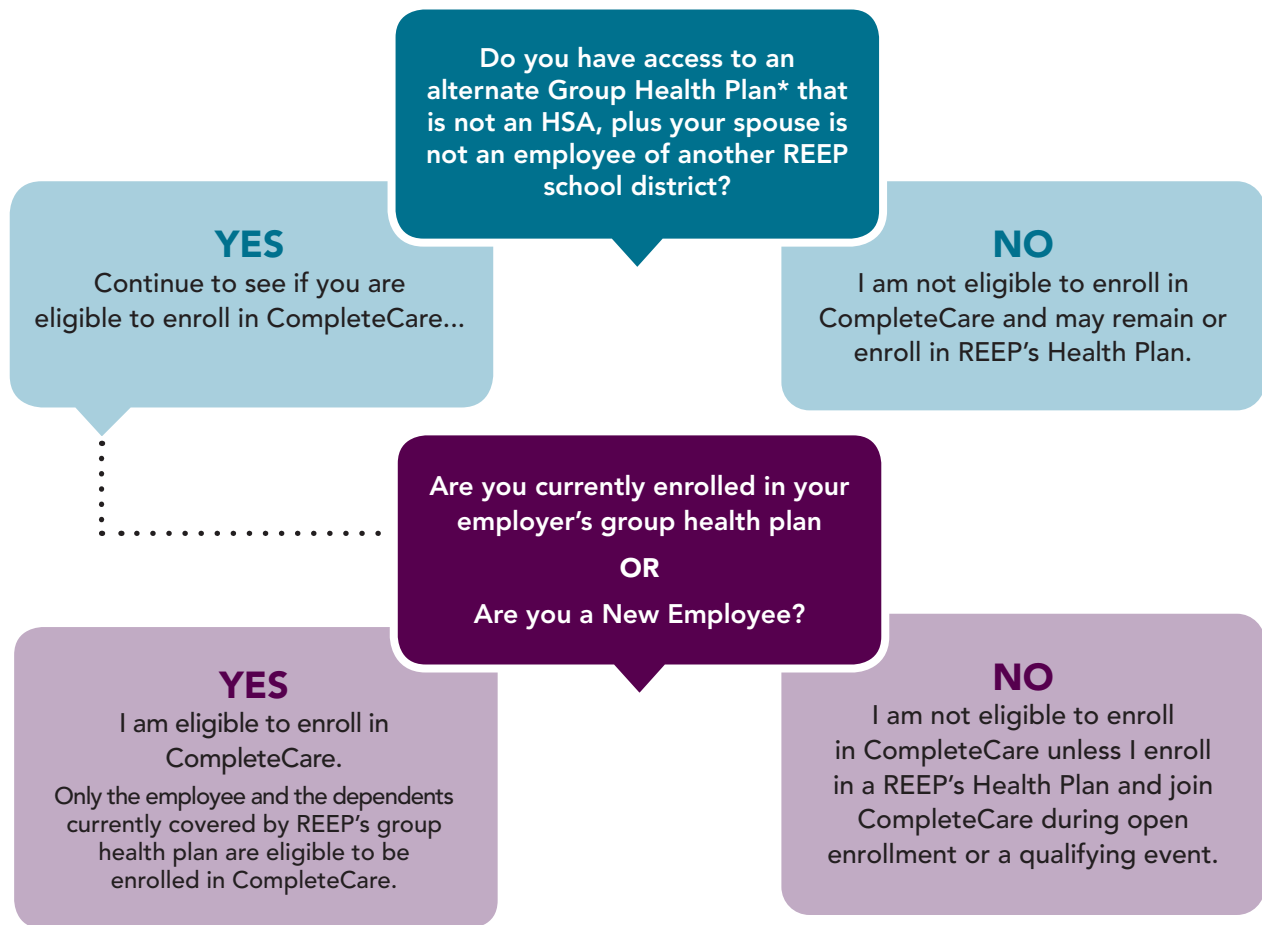 Do you have access to an
alternate Group Health Plan* that
is not an HSA, plus your spouse is
not an employee of another REEP
school district?
YES
Continue to see if you are
eligible to enroll in CompleteCare...
NO
I am not eligible to enroll in
CompleteCare and may remain or
enroll in REEP's Health Plan.
Are you currently enrolled in your
employer's group health plan
OR
Are you a New Employee?
YES
I am eligible to enroll in
CompleteCare.
Only the employee and the dependents
currently covered by REEP's group
health plan are eligible to be
enrolled in CompleteCare.
NO
I am not eligible to enroll
in CompleteCare unless I enroll
in a REEP's Health Plan and join
CompleteCare during open
enrollment or a qualifying event.